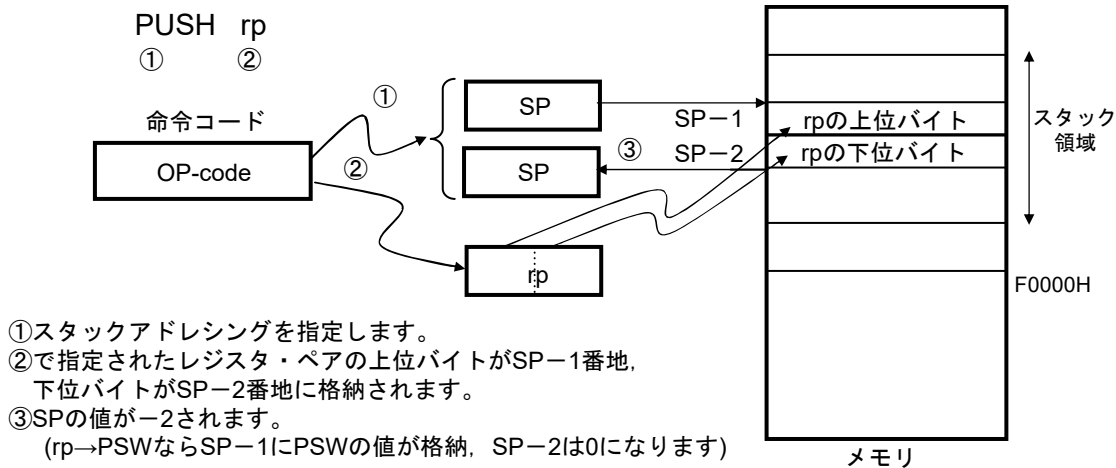 PUSH rp
① ②
命令コード
OP-code
①
②
SP
SP
③
SP－1
SP－2
rp
rpの上位バイト
rpの下位バイト
スタック
領域
F0000H
メモリ
①スタックアドレシングを指定します。
②で指定されたレジスタ・ペアの上位バイトがSP－1番地,
下位バイトがSP－2番地に格納されます。
③SPの値が－2されます。
(rp→PSWならSP－1にPSWの値が格納, SP－2は0になります)